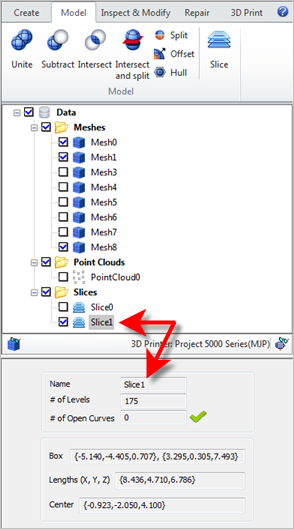 Create Model Inspect & Modify Repair 3D Print
Unite Subtract Intersect Intersect and split Split Offset Hull Slice
Model
Data
Meshes
Mesh0
Mesh1
Mesh3
Mesh4
Mesh5
Mesh6
Mesh7
Mesh8
Point Clouds
PointCloud0
Slices
Slice0
Slice1
3D Printer: Project 5000 Series(MJP)
Name Slice1
# of Levels 175
# of Open Curves 0
Box {-5.140,-4.405,0.707}, {3.295,0.305,7.493}
Lengths (X, Y, Z) {8.436,4.710,6.786}
Center {-0.923,-2.050,4.100}